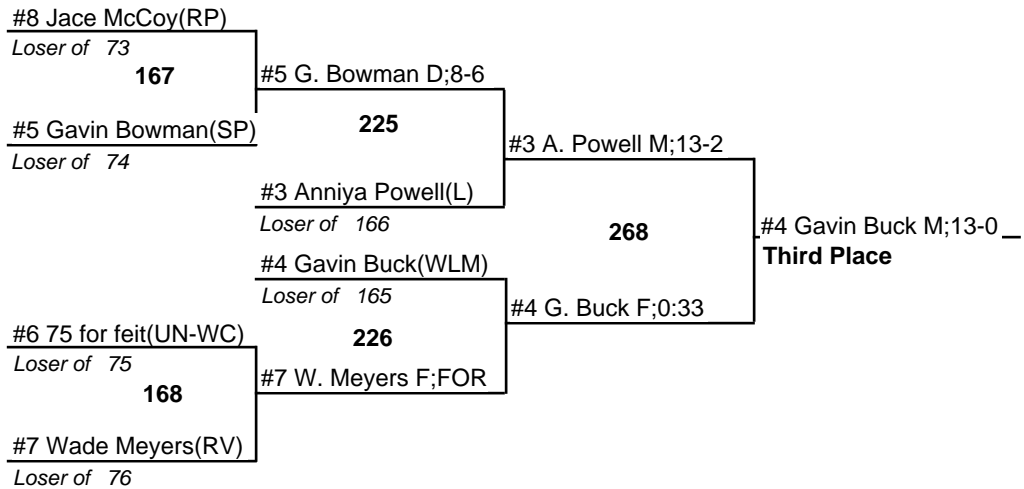 #8 Jace McCoy(RP)
Loser of 73
167
#5 G. Bowman D;8-6
#5 Gavin Bowman(SP)
Loser of 74
225
#3 A. Powell M;13-2
#3 Anniya Powell(L)
Loser of 166
268
#4 Gavin Buck M;13-0
Third Place
#4 Gavin Buck(WLM)
Loser of 165
#4 G. Buck F;0:33
#6 75 for feit(UN-WC)
Loser of 75
226
168
#7 W. Meyers F;FOR
#7 Wade Meyers(RV)
Loser of 76